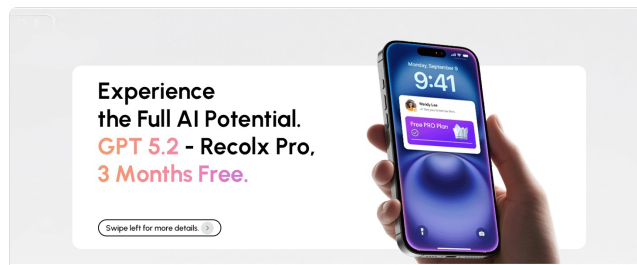 Experience
the Full AI Potential.
GPT 5.2 - Recolx Pro,
3 Months Free.
Swipe left for more details.
Monday, September 9
9:41
Free PRO Plan